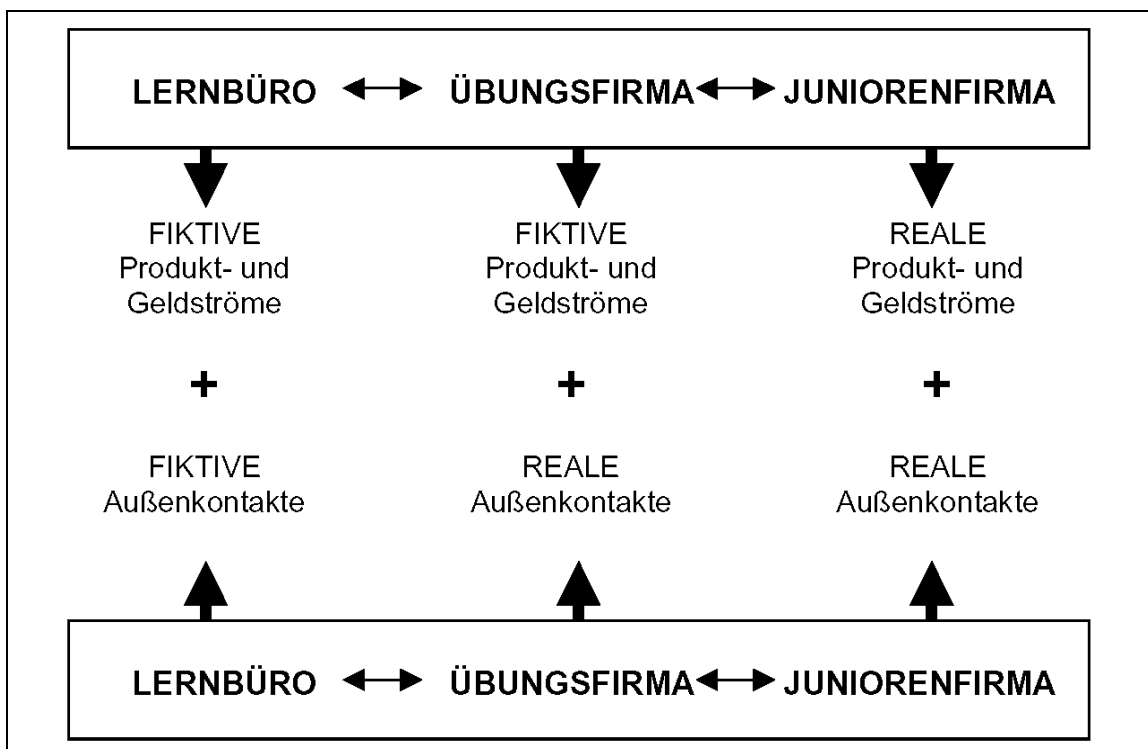 LERNBÜRO ÜBUNGSFIRMA JUNIORENFIRMA
FIKTIVE FIKTIVE REALE
Produkt- und Produkt- und Produkt- und
Geldströme Geldströme Geldströme
+ + +
FIKTIVE REALE REALE
Außenkontakte Außenkontakte Außenkontakte
LERNBÜRO ÜBUNGSFIRMA JUNIORENFIRMA